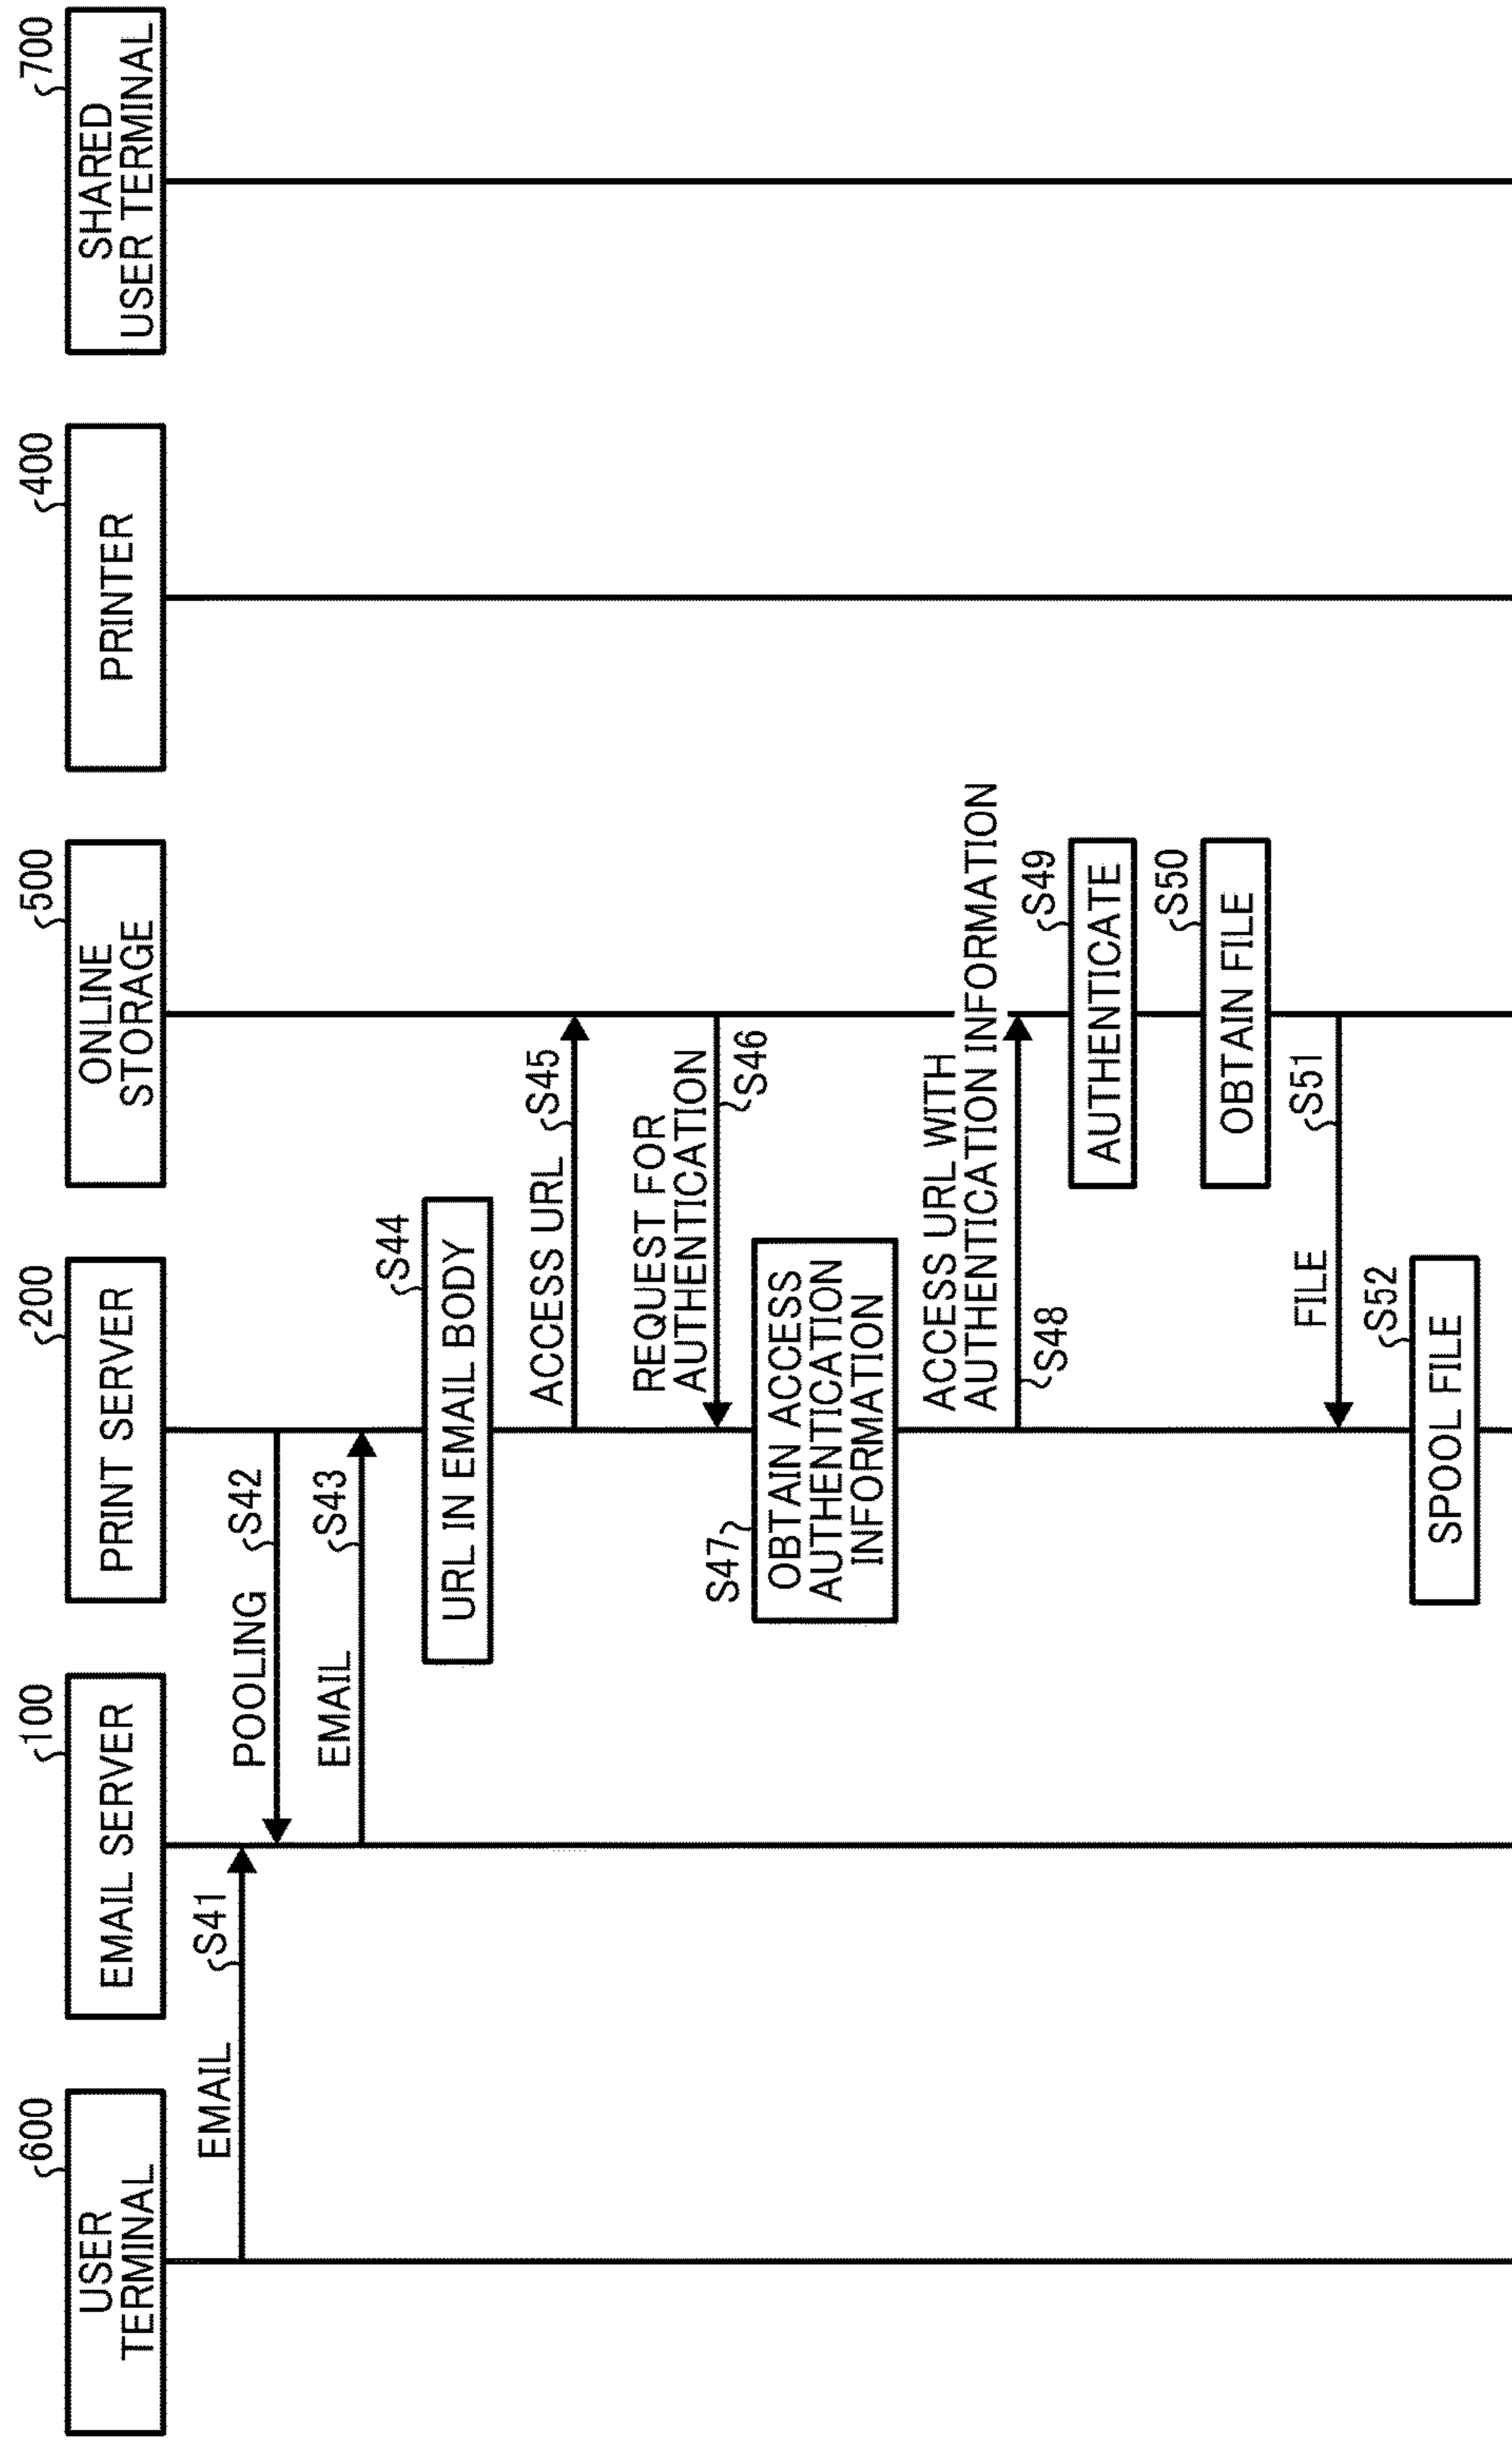 600
USER
TERMINAL
100
EMAIL SERVER
200
PRINT SERVER
500
ONLINE
STORAGE
400
PRINTER
700
SHARED
USER TERMINAL
EMAIL
S41
POOLING
S42
EMAIL
S43
S44
URL IN EMAIL BODY
ACCESS URL
S45
REQUEST FOR
AUTHENTICATION
S46
S47
OBTAIN ACCESS
AUTHENTICATION
INFORMATION
ACCESS URL WITH
AUTHENTICATION INFORMATION
S48
S49
AUTHENTICATE
S50
OBTAIN FILE
FILE
S51
S52
SPOOL FILE